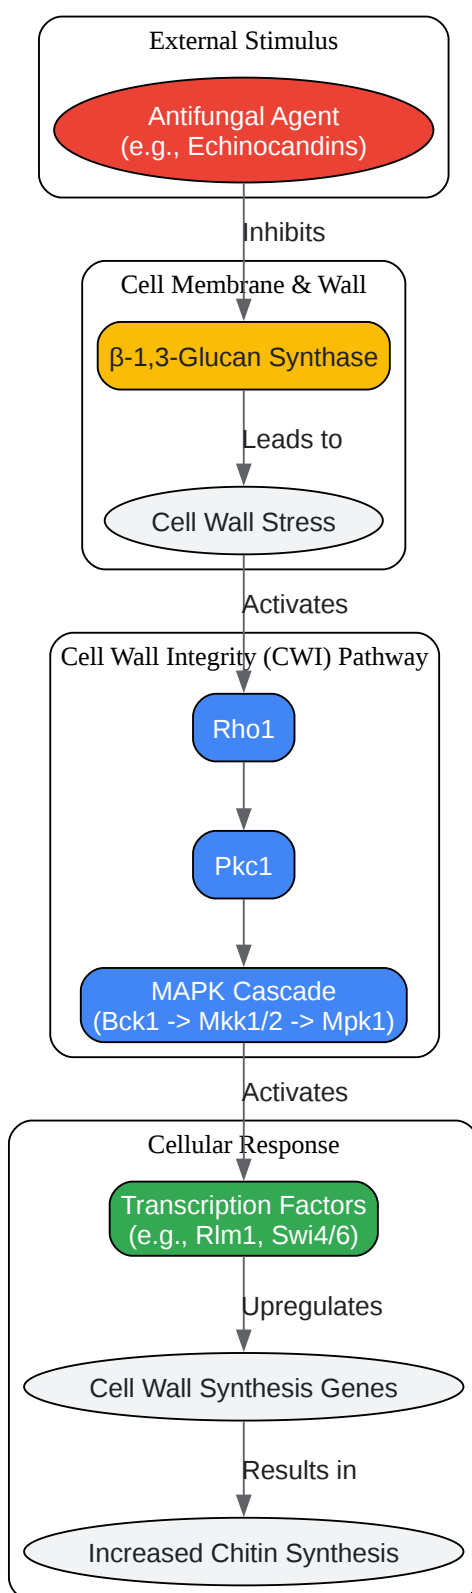 External Stimulus
Antifungal Agent
(e.g., Echinocandins)
Inhibits
Cell Membrane & Wall
β-1,3-Glucan Synthase
Leads to
Cell Wall Stress
Activates
Cell Wall Integrity (CWI) Pathway
Rho1
Pkc1
MAPK Cascade
(Bck1 -> Mkk1/2 -> Mpk1)
Activates
Cellular Response
Transcription Factors
(e.g., Rlm1, Swi4/6)
Upregulates
Cell Wall Synthesis Genes
Results in
Increased Chitin Synthesis